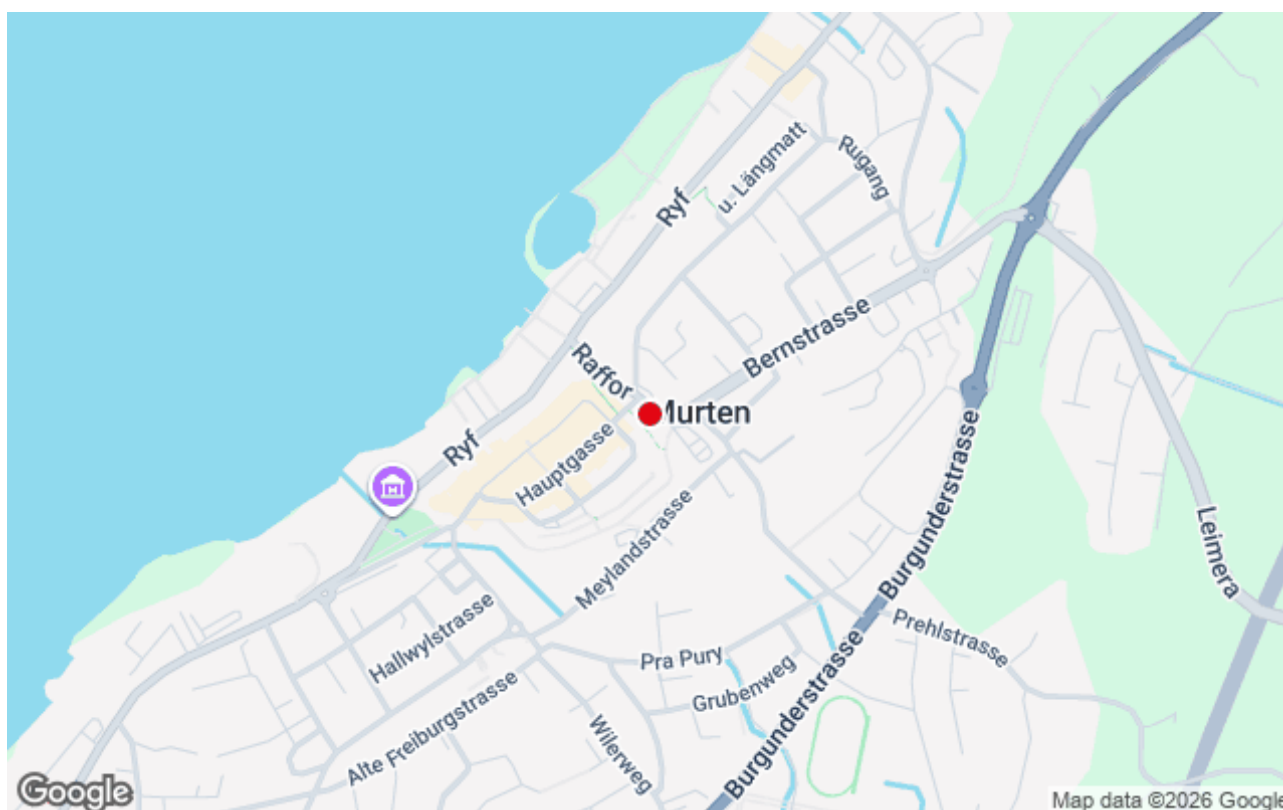 u. Längmatt
Rugang
Ryf
Bernstrasse
Raffor
Murten
Ryf
Hauptgasse
Burgunderstrasse
Leimera
Meylandstrasse
Hallwylstrasse
Prehlstrasse
Pra Pury
Grubenweg
Alte Freiburgstrasse
Wilerweg
Burgunderstrasse
Google
Map data ©2026 Google